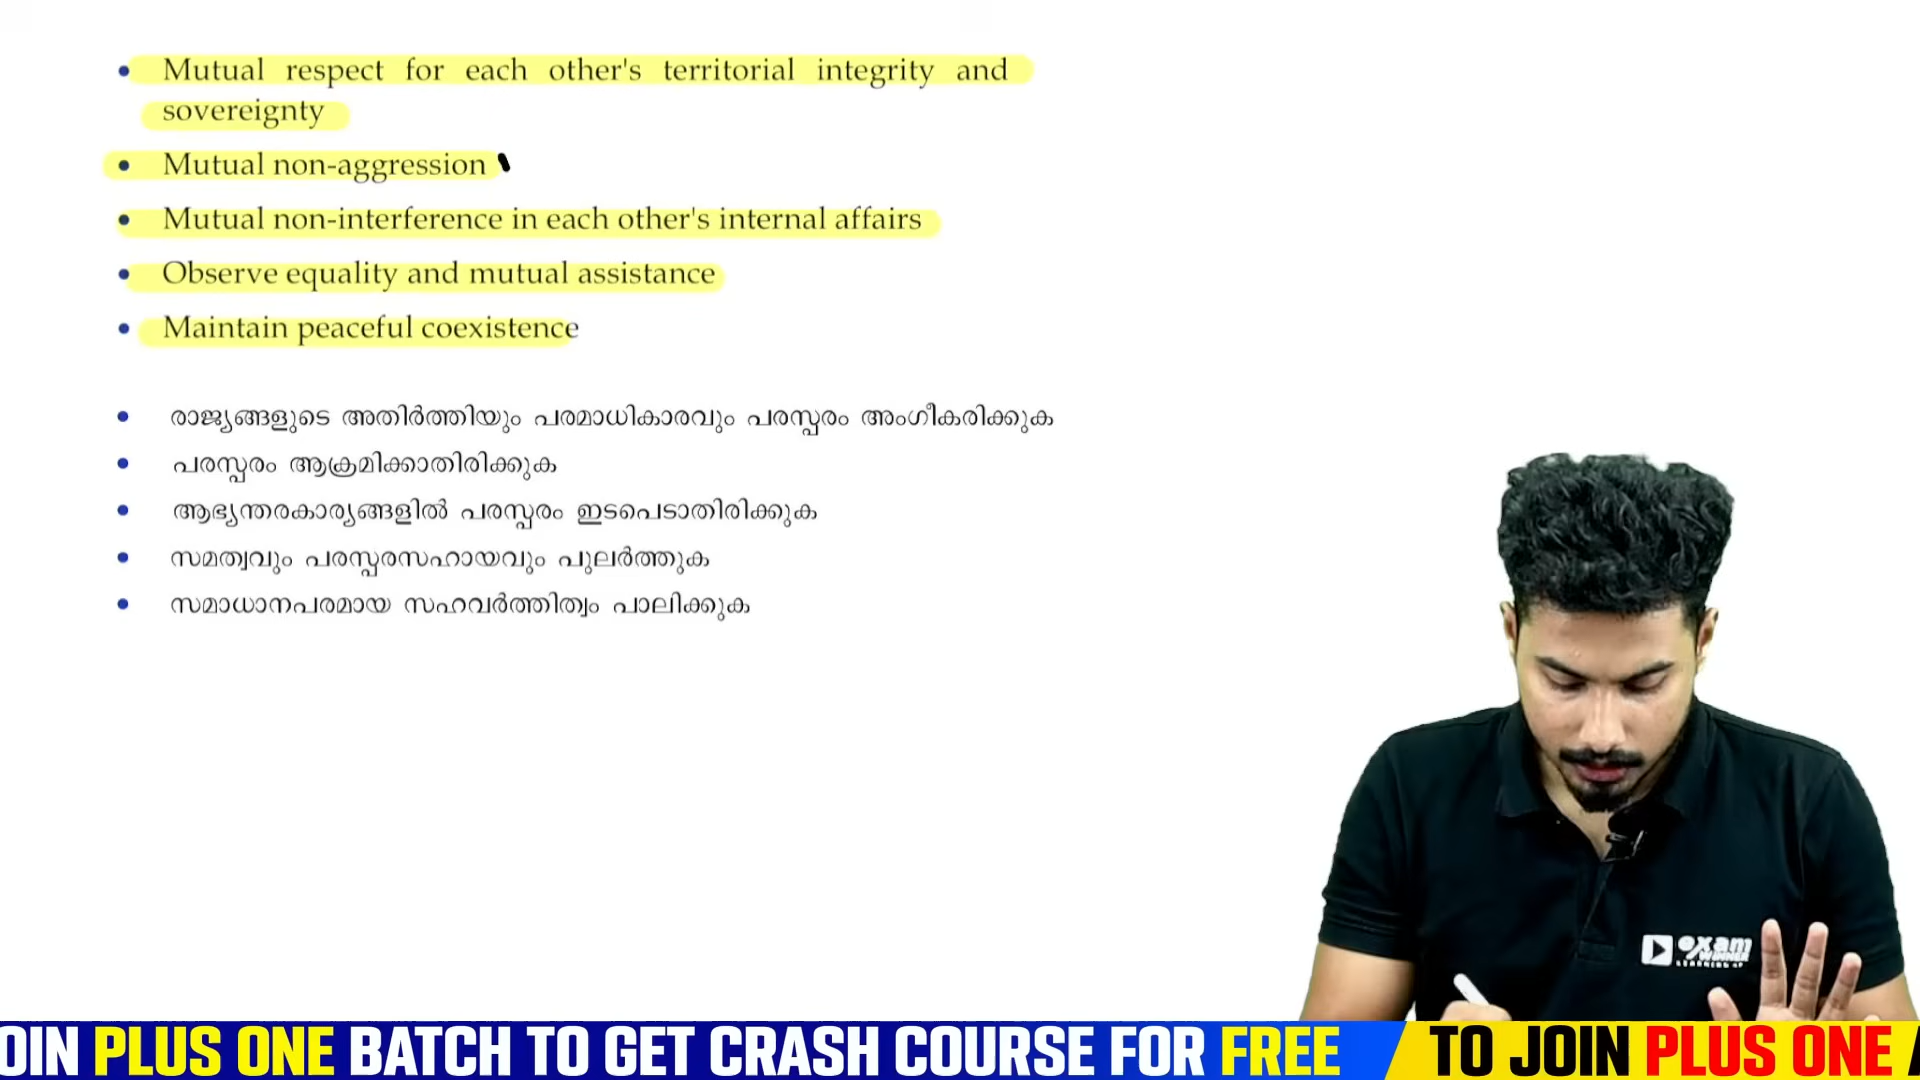 Mutual respect for each other's territorial integrity and
sovereignty
Mutual non-aggression
Mutual non-interference in each other's internal affairs
Observe equality and mutual assistance
Maintain peaceful coexistence
രാജ്യങ്ങളുടെ അതിർത്തിയും പരമാധികാരവും പരസ്പരം അംഗീകരിക്കുക
പരസ്പരം ആക്രമിക്കാതിരിക്കുക
ആഭ്യന്തരകാര്യങ്ങളിൽ പരസ്പരം ഇടപെടാതിരിക്കുക
സമത്വവും പരസ്പരസഹായവും പുലർത്തുക
സമാധാനപരമായ സഹവർത്തിത്വം പാലിക്കുക
exam
WINNER
OIN PLUS ONE BATCH TO GET CRASH COURSE FOR FREE TO JOIN PLUS ONE